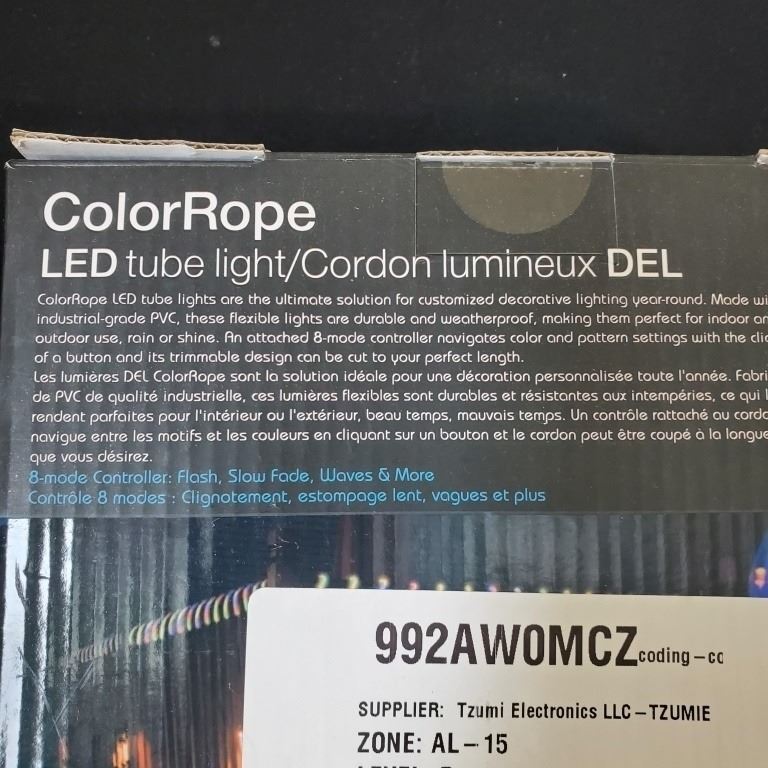 ColorRope
LED tube light/Cordon lumineux DEL
ColorRope LED tube lights are the ultimate solution for customized decorative lighting year-round. Made wi
industrial-grade PVC, these flexible lights are durable and weatherproof, making them perfect for indoor an
outdoor use, rain or shine. An attached 8-mode controller navigates color and pattern settings with the clic
of a button and its trimmable design can be cut to your perfect length.
Les lumières DEL ColorRope sont la solution idéale pour une décoration personnalisée toute l'année. Fabri
de PVC de qualité industrielle, ces lumières flexibles sont durables et résistantes aux intempéries, ce qui l
rendent parfaites pour l'intérieur ou l'extérieur, beau temps, mauvais temps. Un contrôle rattaché au cordo
navigue entre les motifs et les couleurs en cliquant sur un bouton et le cordon peut être coupé à la longue
que vous désirez.
8-mode Controller: Flash, Slow Fade, Waves & More
Contrôle 8 modes : Clignotement, estompage lent, vagues et plus
992AW0MCZcoding-cc
SUPPLIER: Tzumi Electronics LLC-TZUMIE
ZONE: AL-15